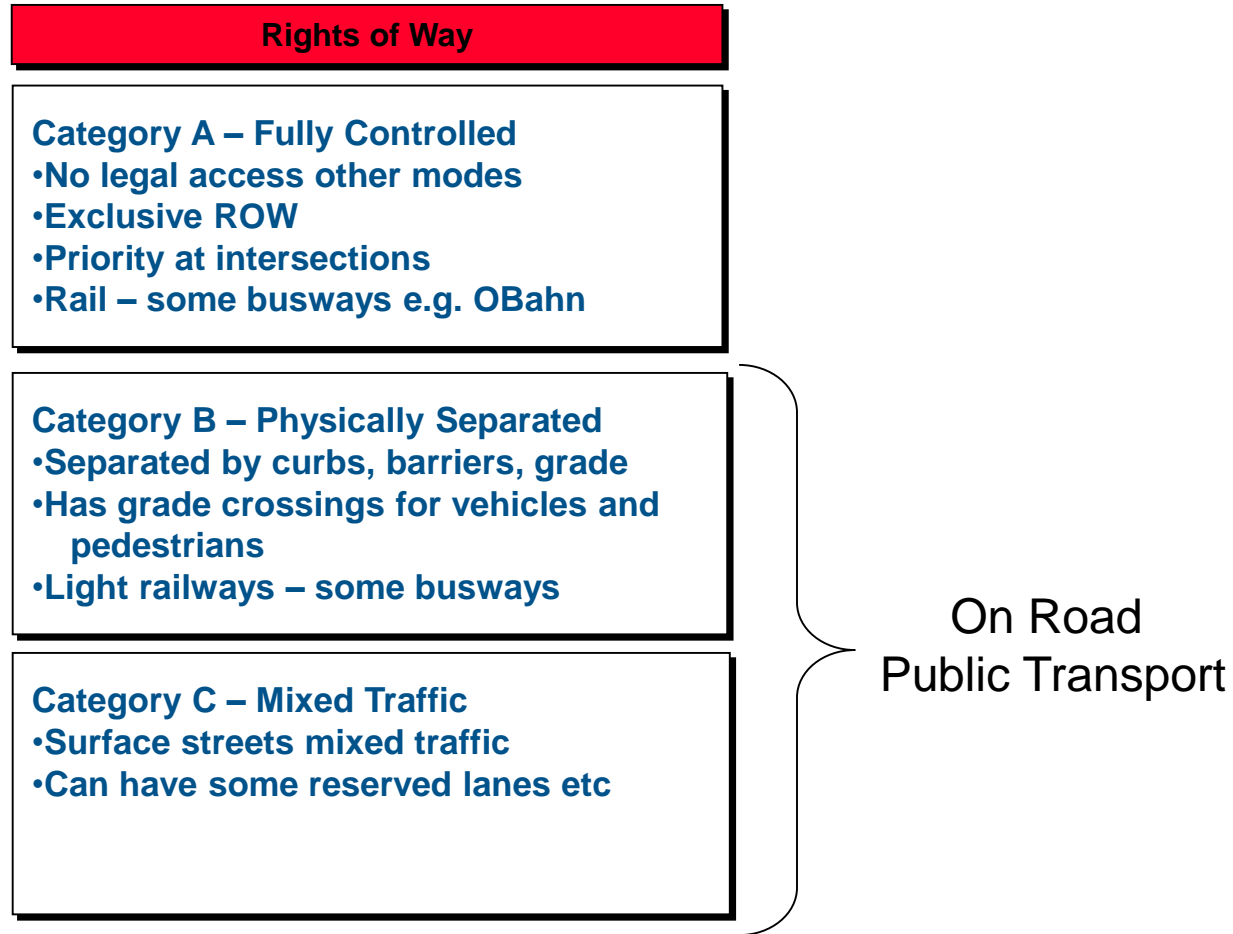 Rights of Way
Category A – Fully Controlled
•No legal access other modes
•Exclusive ROW
•Priority at intersections
•Rail – some busways e.g. OBahn
Category B – Physically Separated
•Separated by curbs, barriers, grade
•Has grade crossings for vehicles and
pedestrians
•Light railways – some busways
Category C – Mixed Traffic
•Surface streets mixed traffic
•Can have some reserved lanes etc
On Road
Public Transport